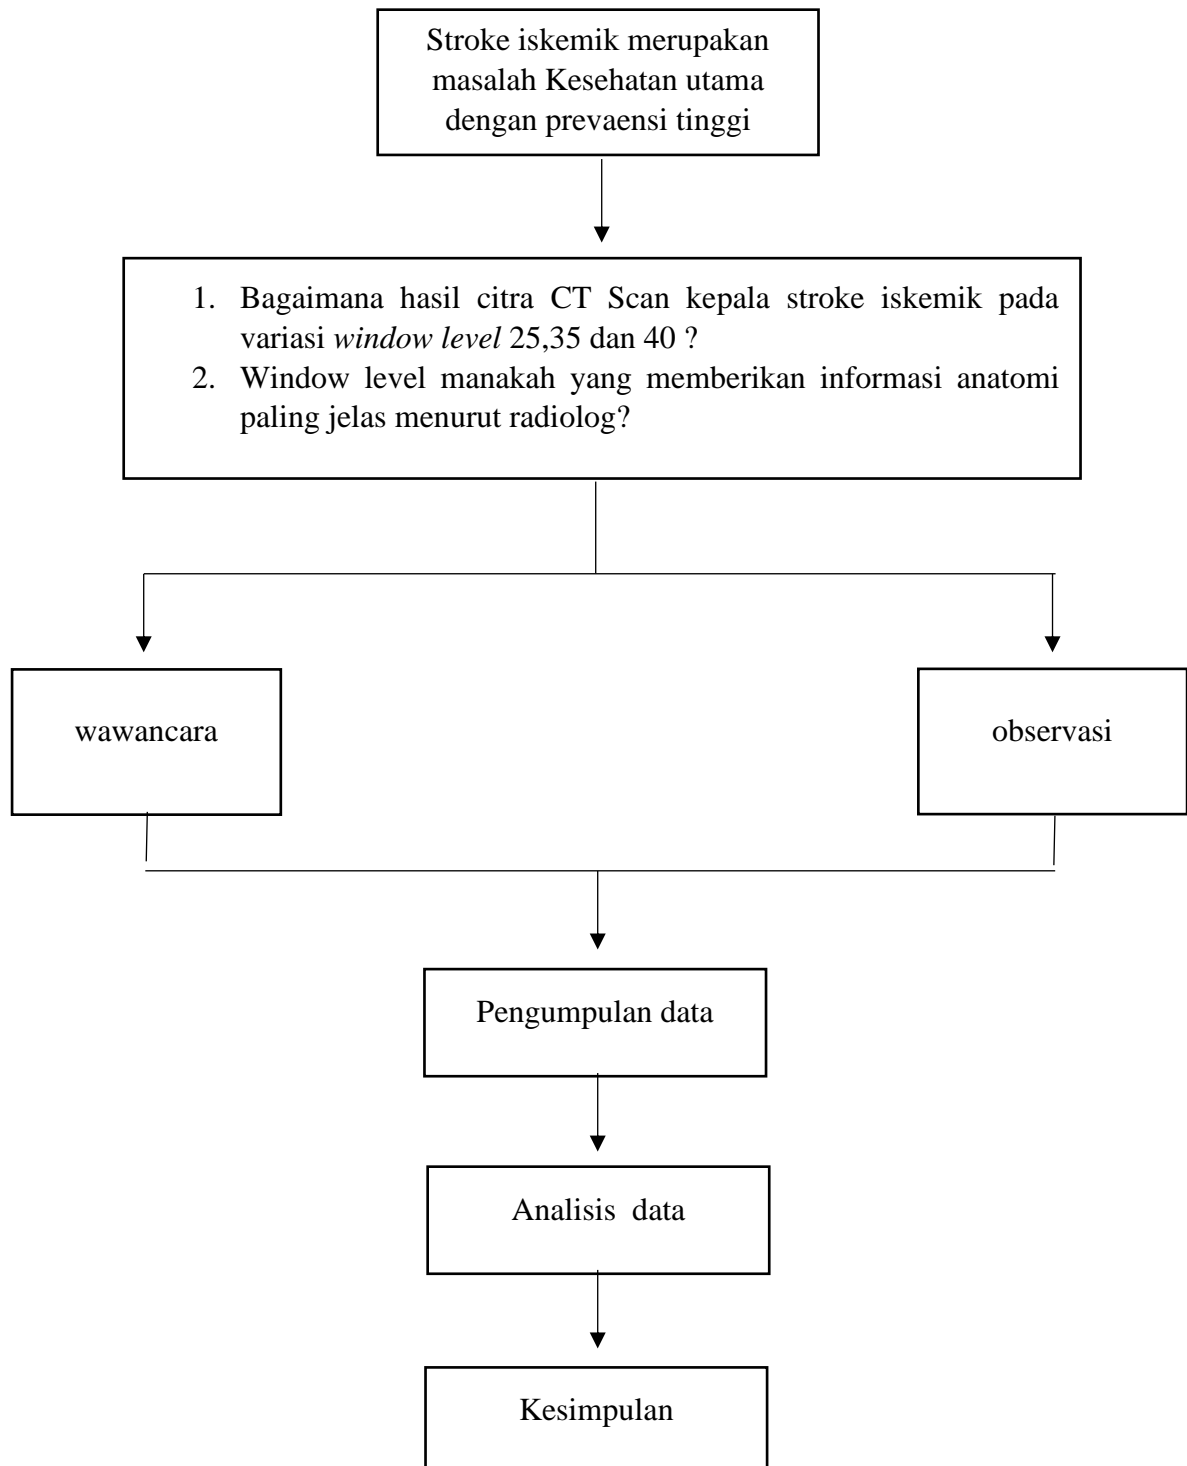 Stroke iskemik merupakan
masalah Kesehatan utama
dengan prevaensi tinggi
1. Bagaimana hasil citra CT Scan kepala stroke iskemik pada
variasi window level 25,35 dan 40 ?
2. Window level manakah yang memberikan informasi anatomi
paling jelas menurut radiolog?
wawancara
observasi
Pengumpulan data
Analisis  data
Kesimpulan